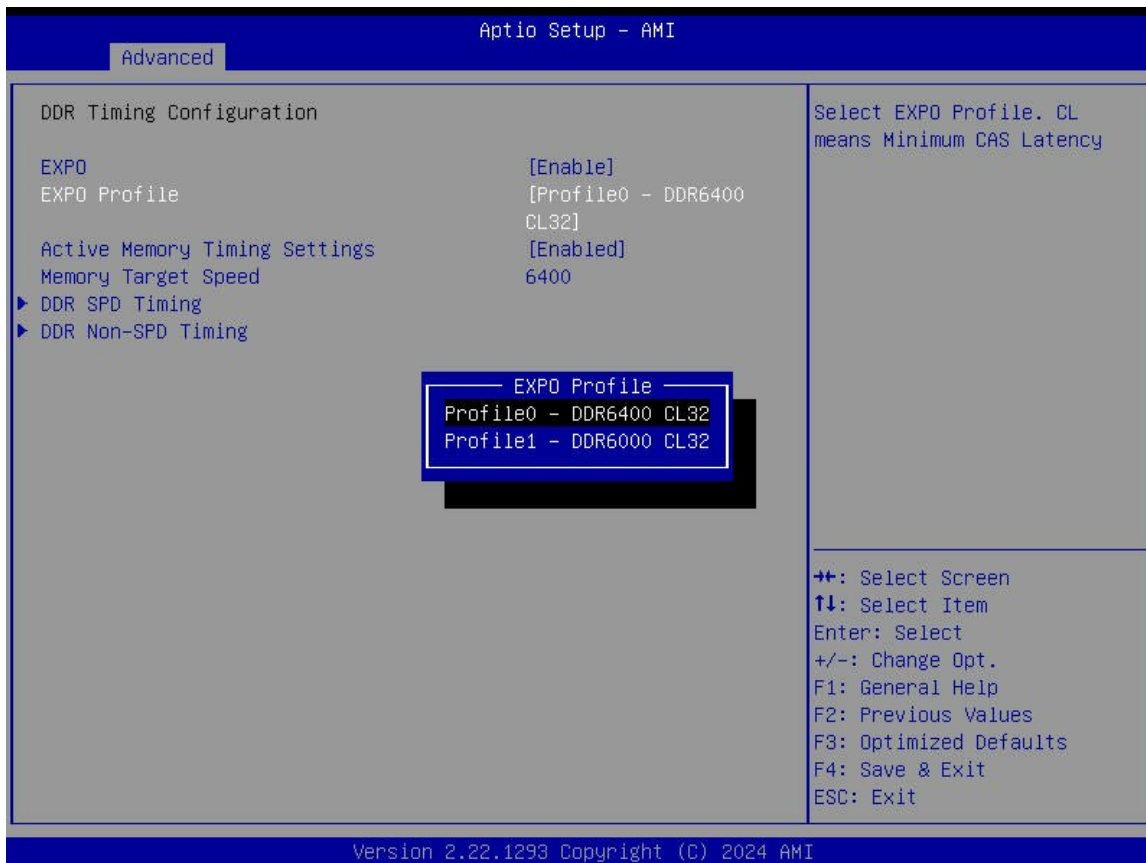 Aptio Setup – AMI
Advanced
DDR Timing Configuration
EXPO [Enable]
EXPO Profile [Profile0 – DDR6400
CL32]
Active Memory Timing Settings [Enabled]
Memory Target Speed 6400
▶ DDR SPD Timing
▶ DDR Non-SPD Timing
EXPO Profile
Profile0 – DDR6400 CL32
Profile1 – DDR6000 CL32
Select EXPO Profile. CL
means Minimum CAS Latency
→←: Select Screen
↑↓: Select Item
Enter: Select
+/-: Change Opt.
F1: General Help
F2: Previous Values
F3: Optimized Defaults
F4: Save & Exit
ESC: Exit
Version 2.22.1293 Copyright (C) 2024 AMI